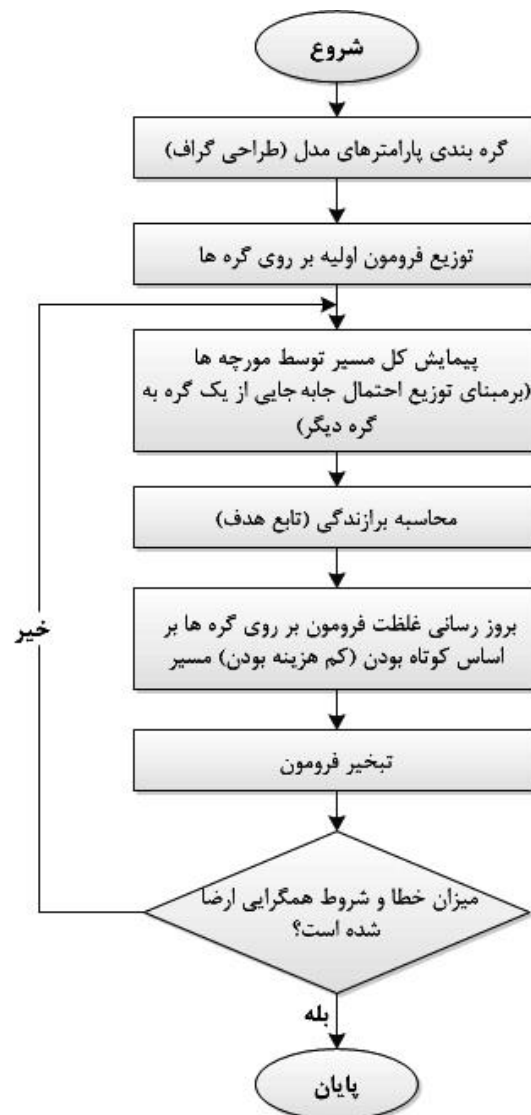 شروع
گره بندی پارامترهای مدل (طراحی گراف)
توزیع فرومون اولیه بر روی گره ها
پیمایش کل مسیر توسط مورچه ها
(برمبنای توزیع احتمال جابه جایی از یک گره به
گره دیگر)
محاسبه برازندگی (تابع هدف)
بروز رسانی غلظت فرومون بر روی گره ها بر
اساس کوتاه بودن (کم هزینه بودن) مسیر
تبخیر فرومون
میزان خطا و شروط همگرایی ارضا
شده است؟
خیر
بله
پایان